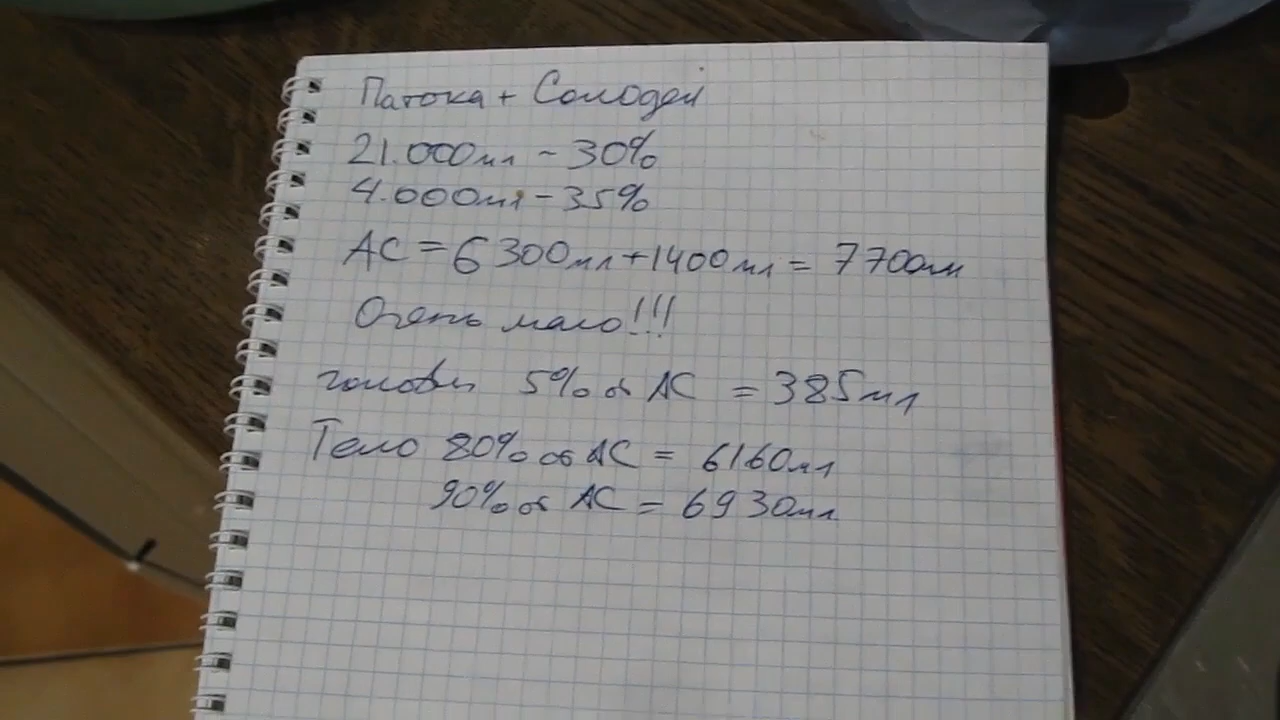 Патока + Солодей
21.000мл - 30%
4.000мл - 35%
АС = 6300мл + 1400мл = 7700мл
Очень мало!!!
головы 5% от АС = 385мл
Тело 80% от АС = 6160мл
90% от АС = 6930мл